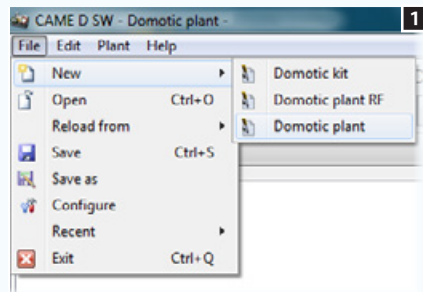 CAME D SW - Domotic plant -
1
File Edit Plant Help
New
Domotic kit
Open Ctrl+O
Domotic plant RF
Reload from
Domotic plant
Save Ctrl+S
Save as
Configure
Recent
Exit Ctrl+Q